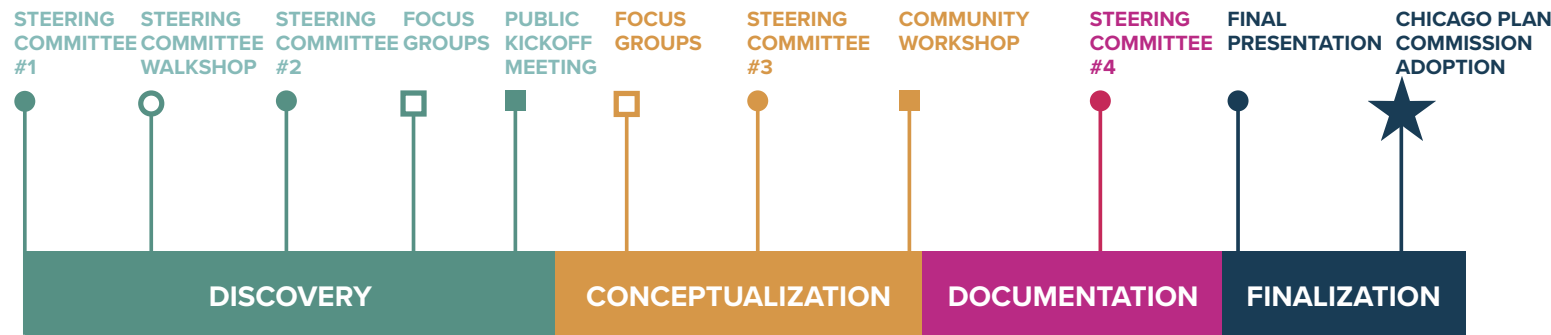 STEERING
COMMITTEE
#1
STEERING
COMMITTEE
WALKSHOP
STEERING
COMMITTEE
#2
FOCUS
GROUPS
PUBLIC
KICKOFF
MEETING
FOCUS
GROUPS
STEERING
COMMITTEE
#3
COMMUNITY
WORKSHOP
STEERING
COMMITTEE
#4
FINAL
PRESENTATION
CHICAGO PLAN
COMMISSION
ADOPTION
DISCOVERY
CONCEPTUALIZATION
DOCUMENTATION
FINALIZATION